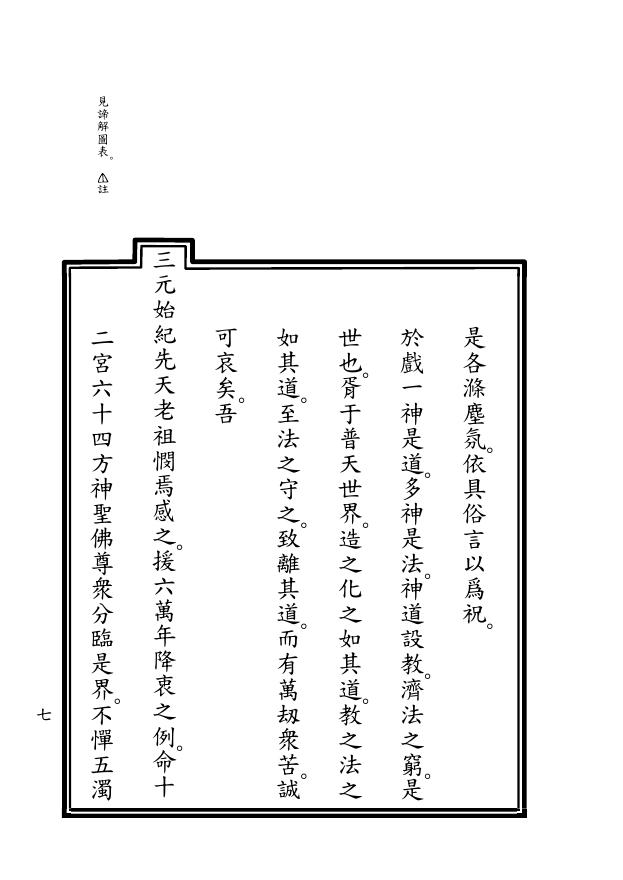 是各滌塵氛。依具俗言以爲祝。
於戲一神是道。多神是法。神道設教。濟法之窮。是
世也。胥于普天世界。造之化之如其道。教之法之
如其道。至法之守之。致離其道。而有萬劫衆苦。誠
可哀矣。吾
三元始紀先天老祖憫焉感之。援六萬年降衷之例。命十
二宮六十四方神聖佛尊衆分臨是界。不憚五濁
見諦解圖表。⚠註
七